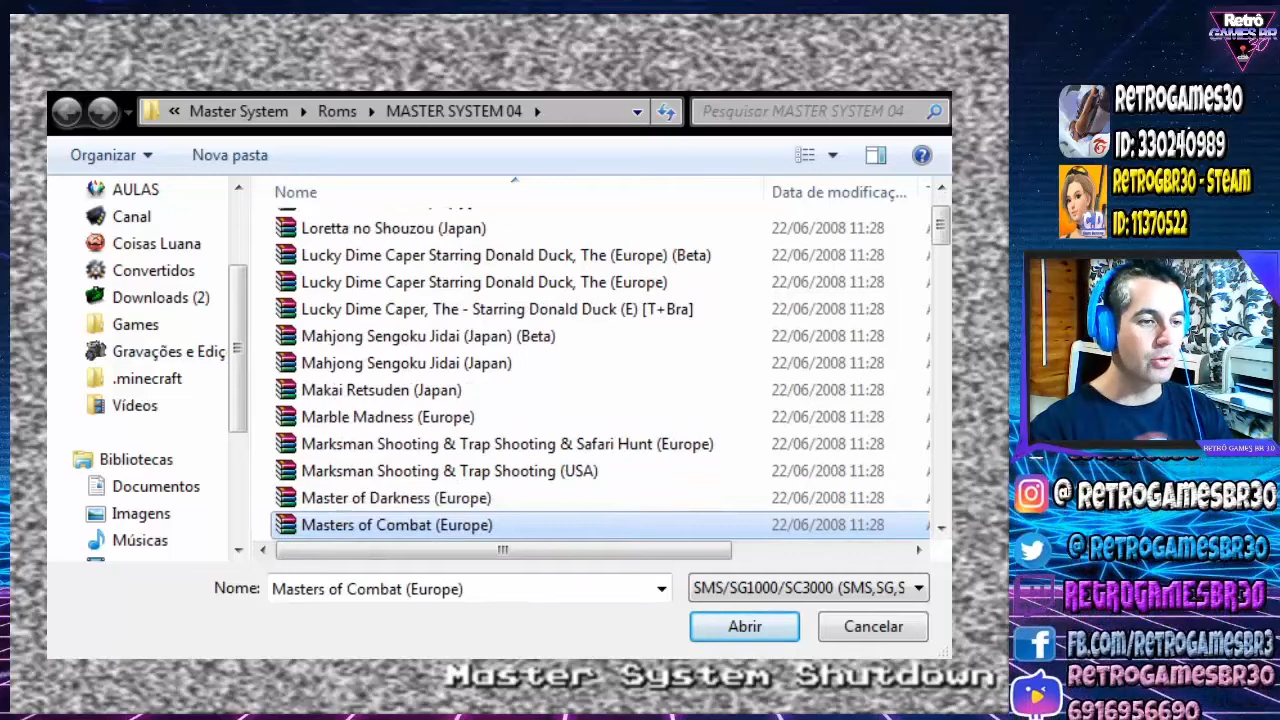 Retrô
GAMES BR
30
Master System
Roms
MASTER SYSTEM 04
Pesquisar MASTER SYSTEM 04
RETROGAMES30
ID: 330240989
Organizar
Nova pasta
RETROGBR30 - STEAM
ID: 11370522
AULAS
Canal
Coisas Luana
Convertidos
Downloads (2)
Games
Gravações e Ediç
.minecraft
Vídeos
Bibliotecas
Documentos
Imagens
Músicas
Nome
Data de modificaç...
Loretta no Shouzou (Japan)
22/06/2008 11:28
Lucky Dime Caper Starring Donald Duck, The (Europe) (Beta)
22/06/2008 11:28
Lucky Dime Caper Starring Donald Duck, The (Europe)
22/06/2008 11:28
Lucky Dime Caper, The - Starring Donald Duck (E) [T+Bra]
22/06/2008 11:28
Mahjong Sengoku Jidai (Japan) (Beta)
22/06/2008 11:28
Mahjong Sengoku Jidai (Japan)
22/06/2008 11:28
Makai Retsuden (Japan)
22/06/2008 11:28
Marble Madness (Europe)
22/06/2008 11:28
Marksman Shooting & Trap Shooting & Safari Hunt (Europe)
22/06/2008 11:28
Marksman Shooting & Trap Shooting (USA)
22/06/2008 11:28
Master of Darkness (Europe)
22/06/2008 11:28
Masters of Combat (Europe)
22/06/2008 11:28
Nome:
Masters of Combat (Europe)
SMS/SG1000/SC3000 (SMS,SG,S
Abrir
Cancelar
Master System Shutdown
RETRÔ GAMES BR 30
@RETROGAMESBR30
@RETROGAMESBR30
RETROGAMESBR30
FB.COM/RETROGAMESBR3
RETROGAMESBR30
6916956690